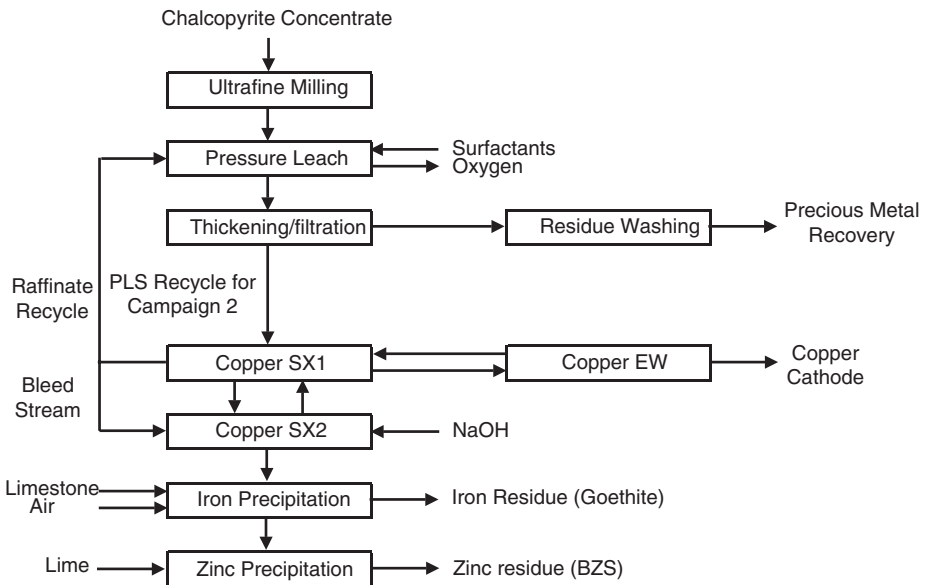 Chalcopyrite Concentrate
Ultrafine Milling
Pressure Leach
Surfactants
Oxygen
Thickening/filtration
Residue Washing
Precious Metal
Recovery
Raffinate
Recycle
PLS Recycle for
Campaign 2
Copper SX1
Copper EW
Copper
Cathode
Bleed
Stream
Copper SX2
NaOH
Limestone
Air
Iron Precipitation
Iron Residue (Goethite)
Lime
Zinc Precipitation
Zinc residue (BZS)